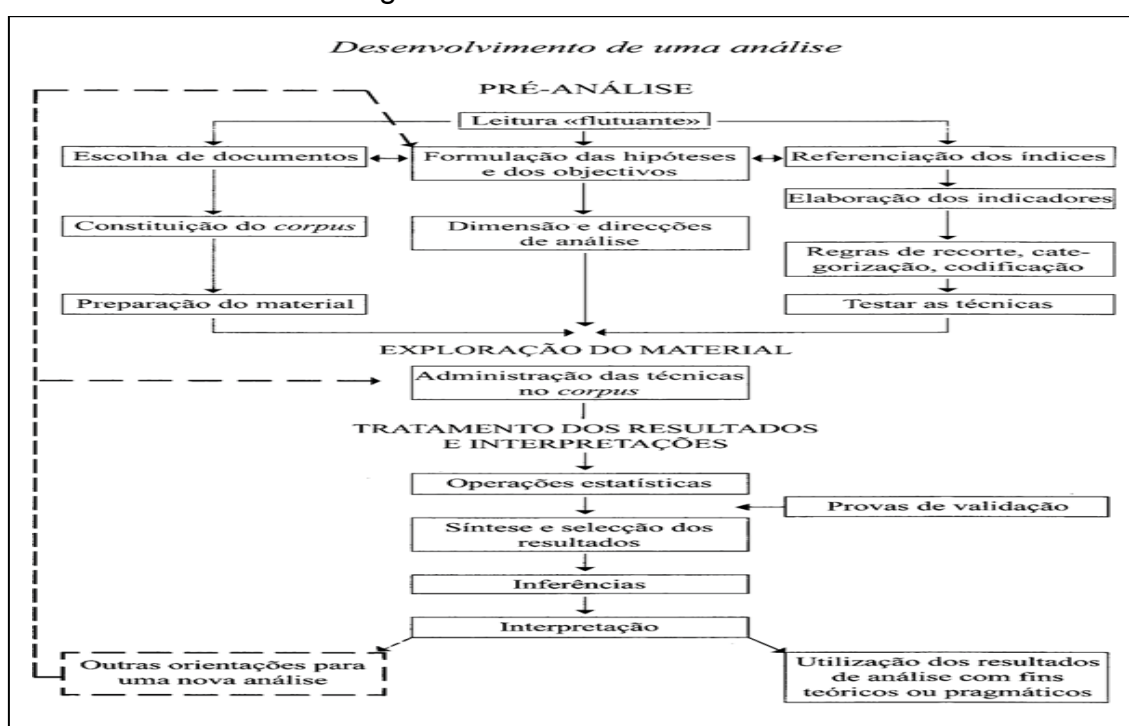 Desenvolvimento de uma análise
PRÉ-ANÁLISE
Leitura «flutuante»
Escolha de documentos
Formulação das hipóteses
e dos objectivos
Referenciação dos índices
Elaboração dos indicadores
Constituição do corpus
Dimensão e direcções
de análise
Regras de recorte, cate-
gorização, codificação
Preparação do material
Testar as técnicas
EXPLORAÇÃO DO MATERIAL
Administração das técnicas
no corpus
TRATAMENTO DOS RESULTADOS
E INTERPRETAÇÕES
Operações estatísticas
Provas de validação
Síntese e selecção dos
resultados
Inferências
Interpretação
Outras orientações para
uma nova análise
Utilização dos resultados
de análise com fins
teóricos ou pragmáticos